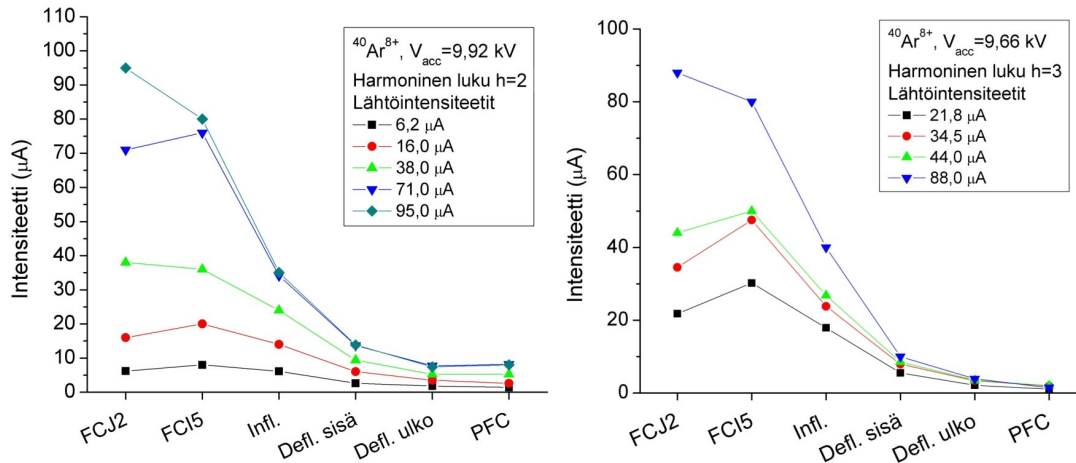 110
100
90
80
70
60
50
40
30
20
10
0
Intensiteetti (μA)
⁴⁰Ar⁸⁺, V_acc=9,92 kV
Harmoninen luku h=2
Lähtöintensiteetit
6,2 μA
16,0 μA
38,0 μA
71,0 μA
95,0 μA
FCJ2
FCI5
Infl.
Defl. sisä
Defl. ulko
PFC
100
80
60
40
20
0
Intensiteetti (μA)
⁴⁰Ar⁸⁺, V_acc=9,66 kV
Harmoninen luku h=3
Lähtöintensiteetit
21,8 μA
34,5 μA
44,0 μA
88,0 μA
FCJ2
FCI5
Infl.
Defl. sisä
Defl. ulko
PFC